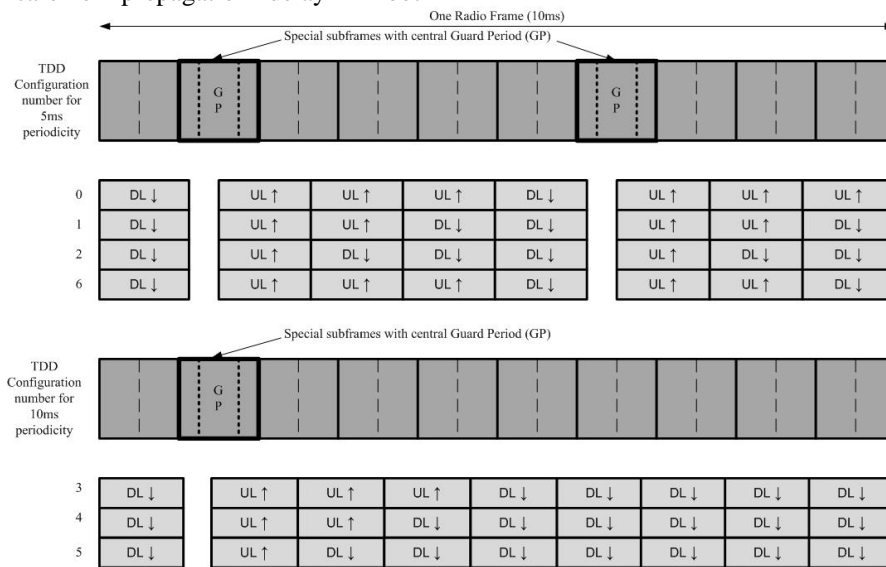 One Radio Frame (10ms)
Special subframes with central Guard Period (GP)
TDD
Configuration
number for
5ms
periodicity
G
P
G
P
0 DL ↓ UL ↑ UL ↑ UL ↑ DL ↓ UL ↑ UL ↑ UL ↑
1 DL ↓ UL ↑ UL ↑ DL ↓ DL ↓ UL ↑ UL ↑ DL ↓
2 DL ↓ UL ↑ DL ↓ DL ↓ DL ↓ UL ↑ DL ↓ DL ↓
6 DL ↓ UL ↑ UL ↑ UL ↑ DL ↓ UL ↑ UL ↑ DL ↓
Special subframes with central Guard Period (GP)
TDD
Configuration
number for
10ms
periodicity
G
P
3 DL ↓ UL ↑ UL ↑ UL ↑ DL ↓ DL ↓ DL ↓ DL ↓ DL ↓
4 DL ↓ UL ↑ UL ↑ DL ↓ DL ↓ DL ↓ DL ↓ DL ↓ DL ↓
5 DL ↓ UL ↑ DL ↓ DL ↓ DL ↓ DL ↓ DL ↓ DL ↓ DL ↓